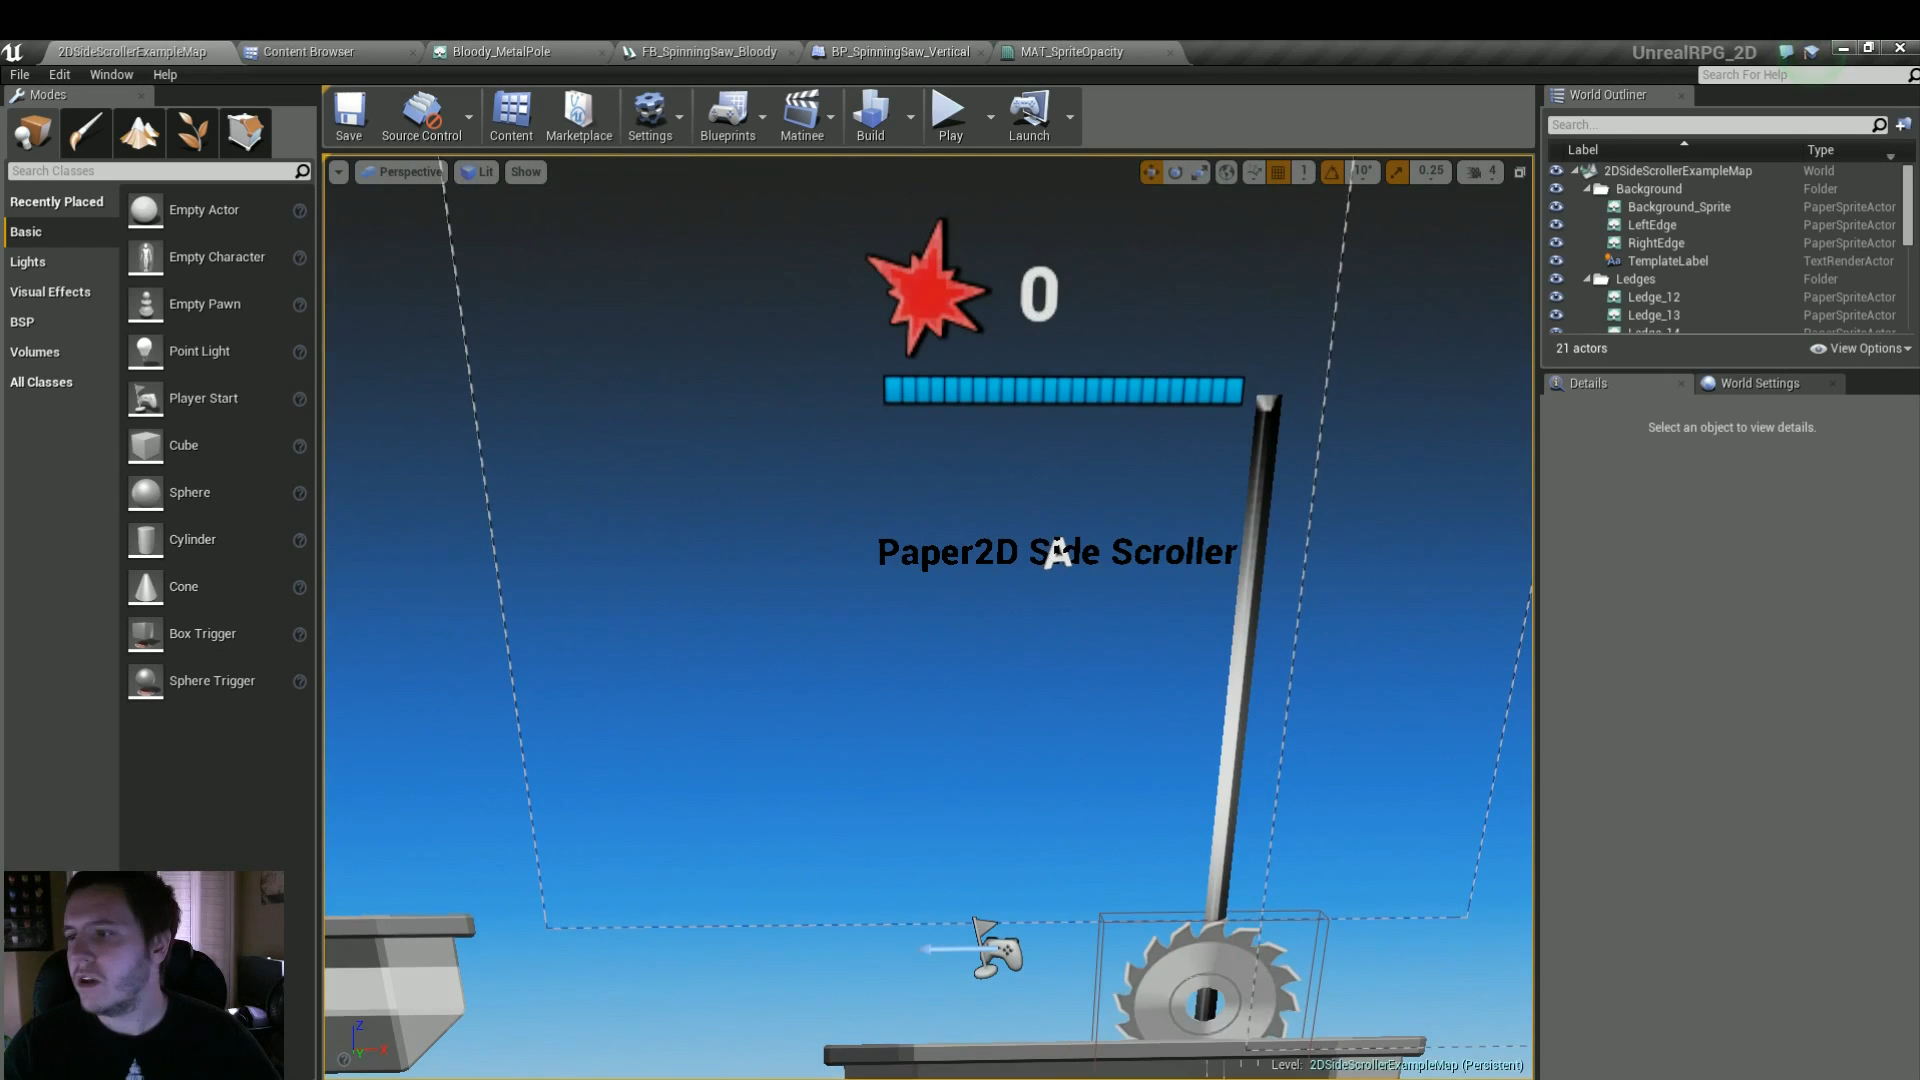 2DSideScrollerExampleMap
Content Browser
Bloody_MetalPole
FB_SpinningSaw_Bloody
BP_SpinningSaw_Vertical
MAT_SpriteOpacity
UnrealRPG_2D
File
Edit
Window
Help
Search For Help
Modes
Save
Source Control
Content
Marketplace
Settings
Blueprints
Matinee
Build
Play
Launch
World Outliner
Search...
Search Classes
Perspective
Lit
Show
1
10°
0.25
4
Label
Type
Recently Placed
Basic
Lights
Visual Effects
BSP
Volumes
All Classes
Empty Actor
Empty Character
Empty Pawn
Point Light
Player Start
Cube
Sphere
Cylinder
Cone
Box Trigger
Sphere Trigger
2DSideScrollerExampleMap World
Background Folder
Background_Sprite PaperSpriteActor
LeftEdge PaperSpriteActor
RightEdge PaperSpriteActor
TemplateLabel TextRenderActor
Ledges Folder
Ledge_12 PaperSpriteActor
Ledge_13 PaperSpriteActor
Ledge_14 PaperSpriteActor
21 actors
View Options
Details
World Settings
Select an object to view details.
0
Paper2D Side Scroller
A
Z
X
Y
Level: 2DSideScrollerExampleMap (Persistent)